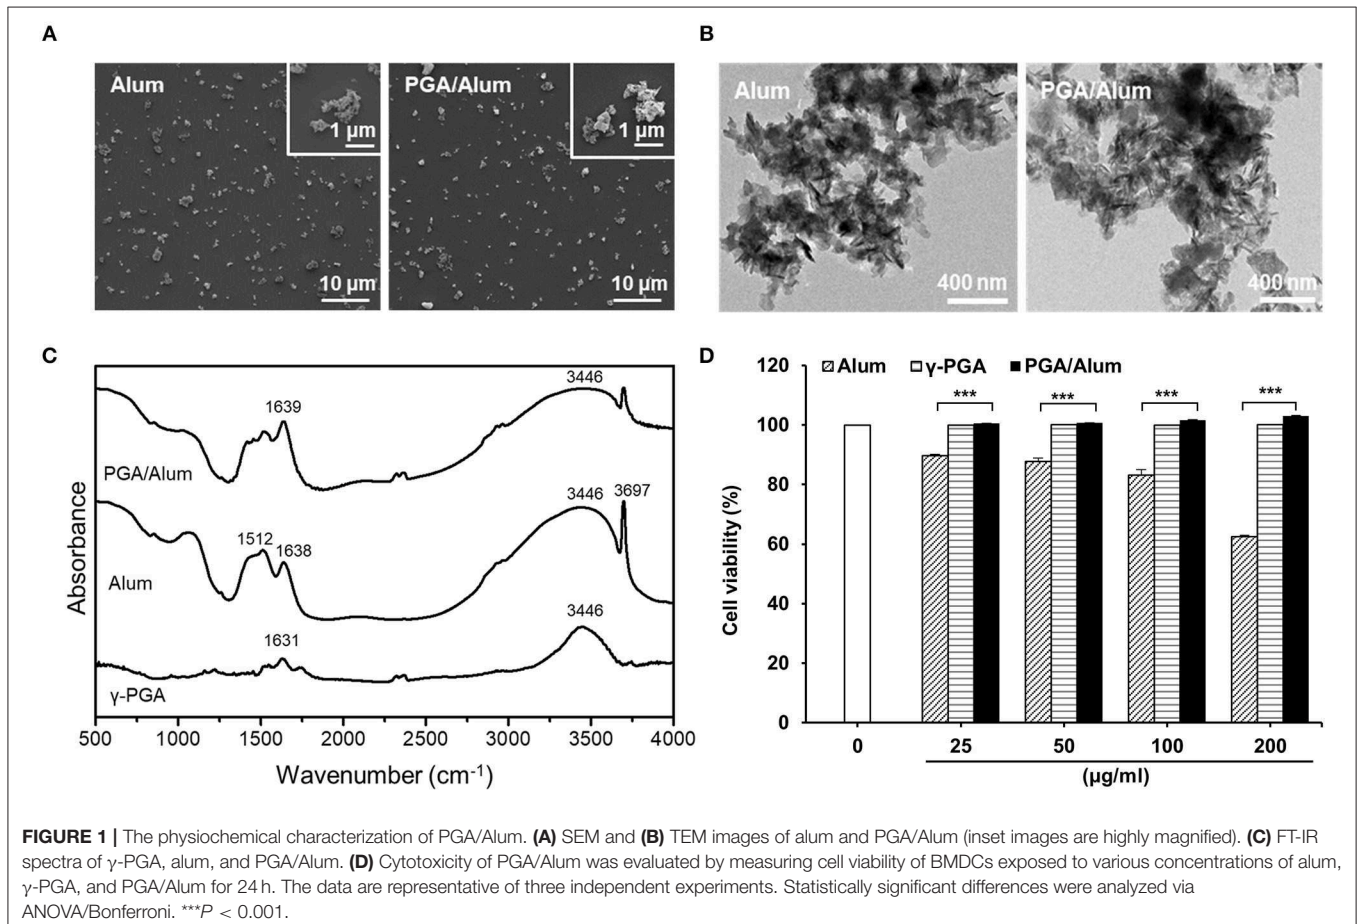 A
B
Alum
1 µm
10 µm
PGA/Alum
1 µm
10 µm
Alum
400 nm
PGA/Alum
400 nm
C
Absorbance
3446
1639
PGA/Alum
3446
3697
1512
1638
Alum
3446
1631
γ-PGA
500 1000 1500 2000 2500 3000 3500 4000
Wavenumber (cm⁻¹)
D
Cell viability (%)
120
100
80
60
40
20
0
Alum γ-PGA PGA/Alum
*** *** *** ***
0 25 50 100 200
(µg/ml)
FIGURE 1 | The physiochemical characterization of PGA/Alum. (A) SEM and (B) TEM images of alum and PGA/Alum (inset images are highly magnified). (C) FT-IR
spectra of γ-PGA, alum, and PGA/Alum. (D) Cytotoxicity of PGA/Alum was evaluated by measuring cell viability of BMDCs exposed to various concentrations of alum,
γ-PGA, and PGA/Alum for 24 h. The data are representative of three independent experiments. Statistically significant differences were analyzed via
ANOVA/Bonferroni. ***P < 0.001.